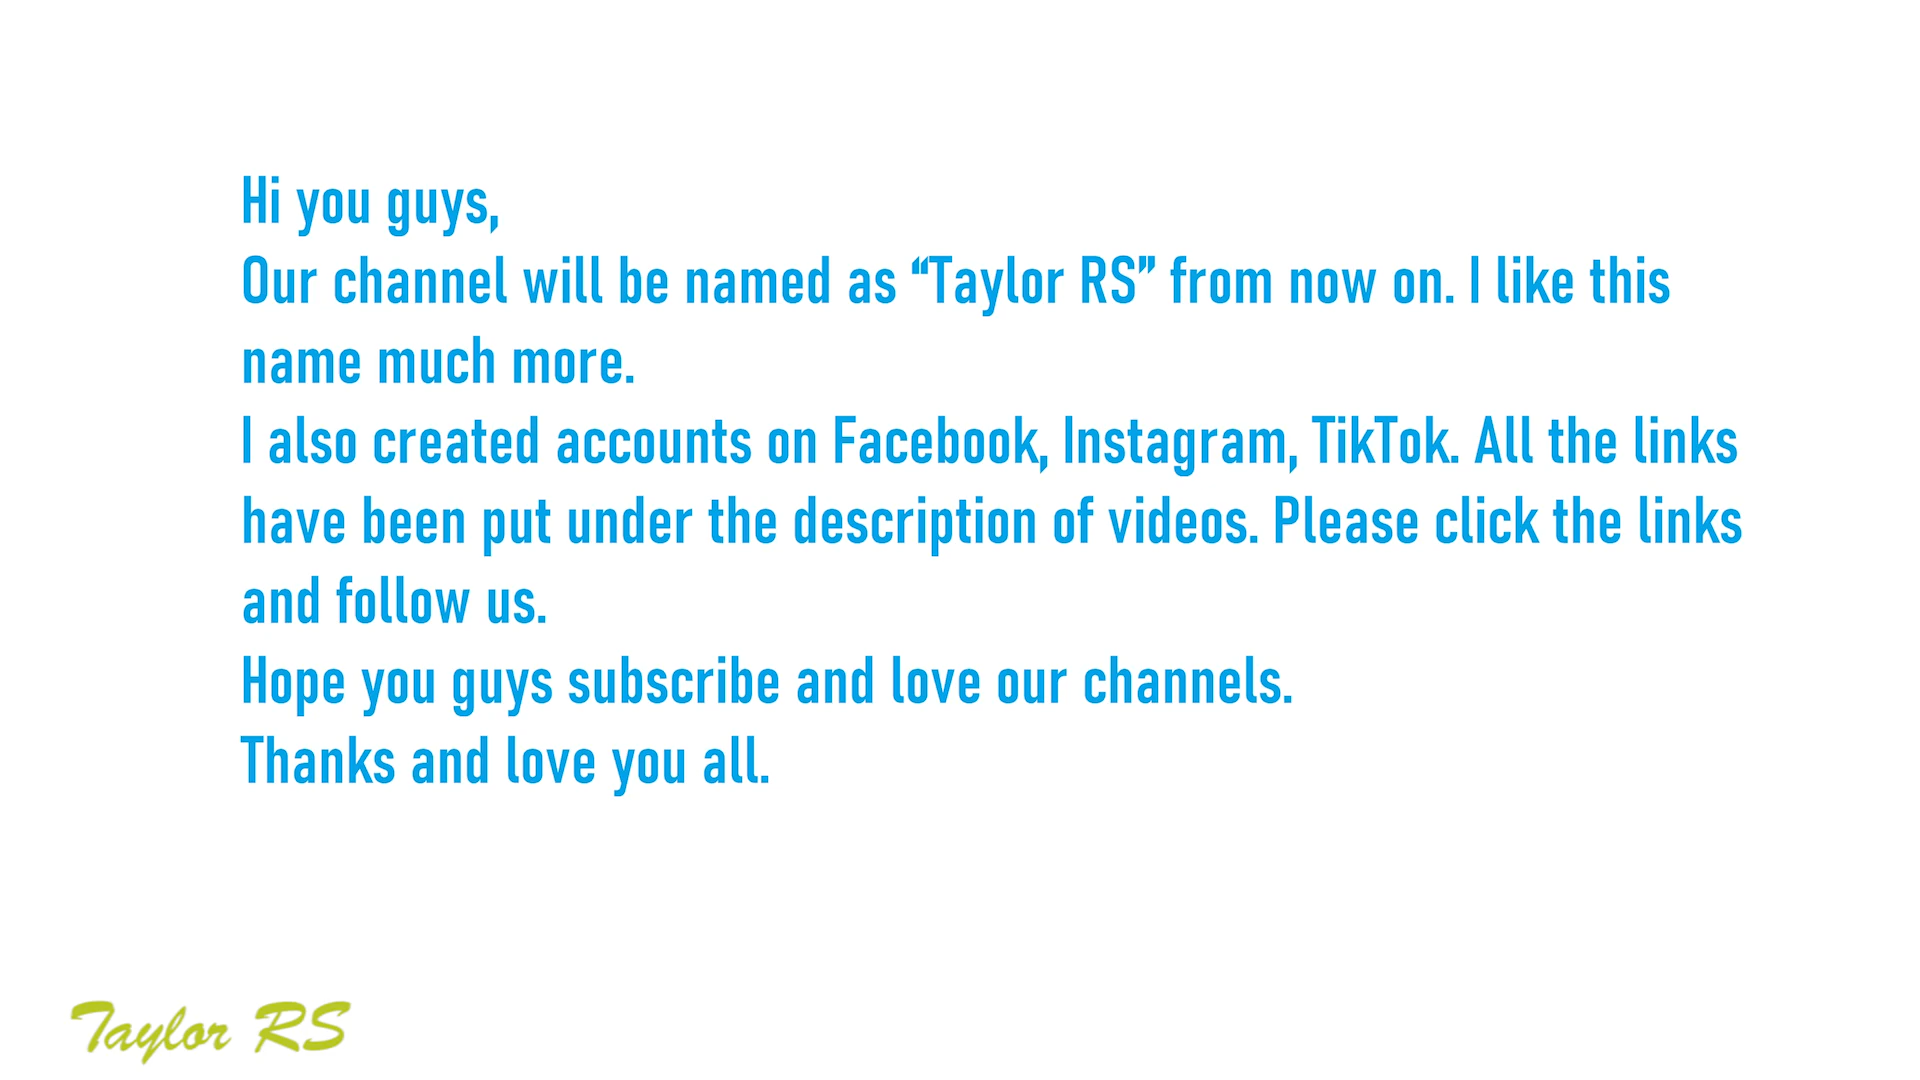 Hi you guys,
Our channel will be named as “Taylor RS” from now on. I like this
name much more.
I also created accounts on Facebook, Instagram, TikTok. All the links
have been put under the description of videos. Please click the links
and follow us.
Hope you guys subscribe and love our channels.
Thanks and love you all.
Taylor RS